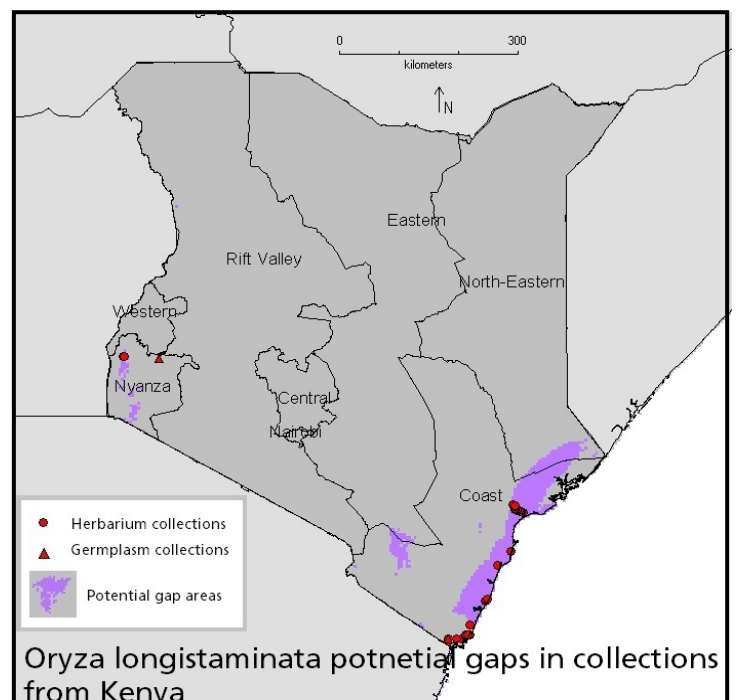 0 300
kilometers
N
Eastern
Rift Valley
North-Eastern
Western
Nyanza
Central
Nairobi
Coast
Herbarium collections
Germplasm collections
Potential gap areas
Oryza longistaminata potnetial gaps in collections
from Kenya